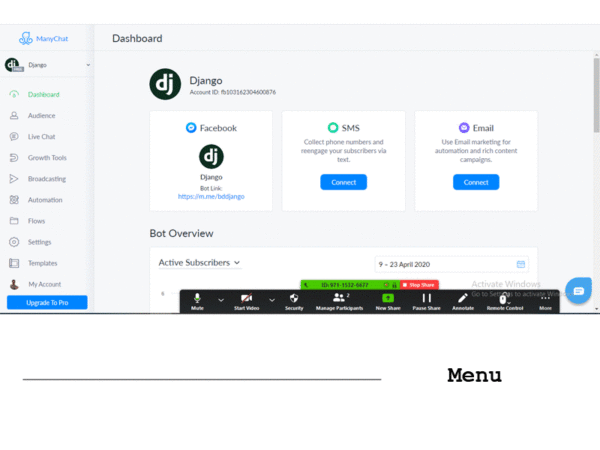 ManyChat
Dashboard
Django
Dashboard
Audience
Live Chat
Growth Tools
Broadcasting
Automation
Flows
Settings
Templates
My Account
Upgrade To Pro
dj
Django
Account ID: fb103162304600876
Facebook
dj
Django
Bot Link:
https://m.me/bddjango
SMS
Collect phone numbers and
reengage your subscribers via
text.
Connect
Email
Use Email marketing for
automation and rich content
campaigns.
Connect
Bot Overview
Active Subscribers
9 – 23 April 2020
ID: 971-1532-6677
Stop Share
Activate Windows
Go to Settings to activate Windows
Mute
Start Video
Security
Manage Participants
2
New Share
Pause Share
Annotate
Remote Control
More
Menu